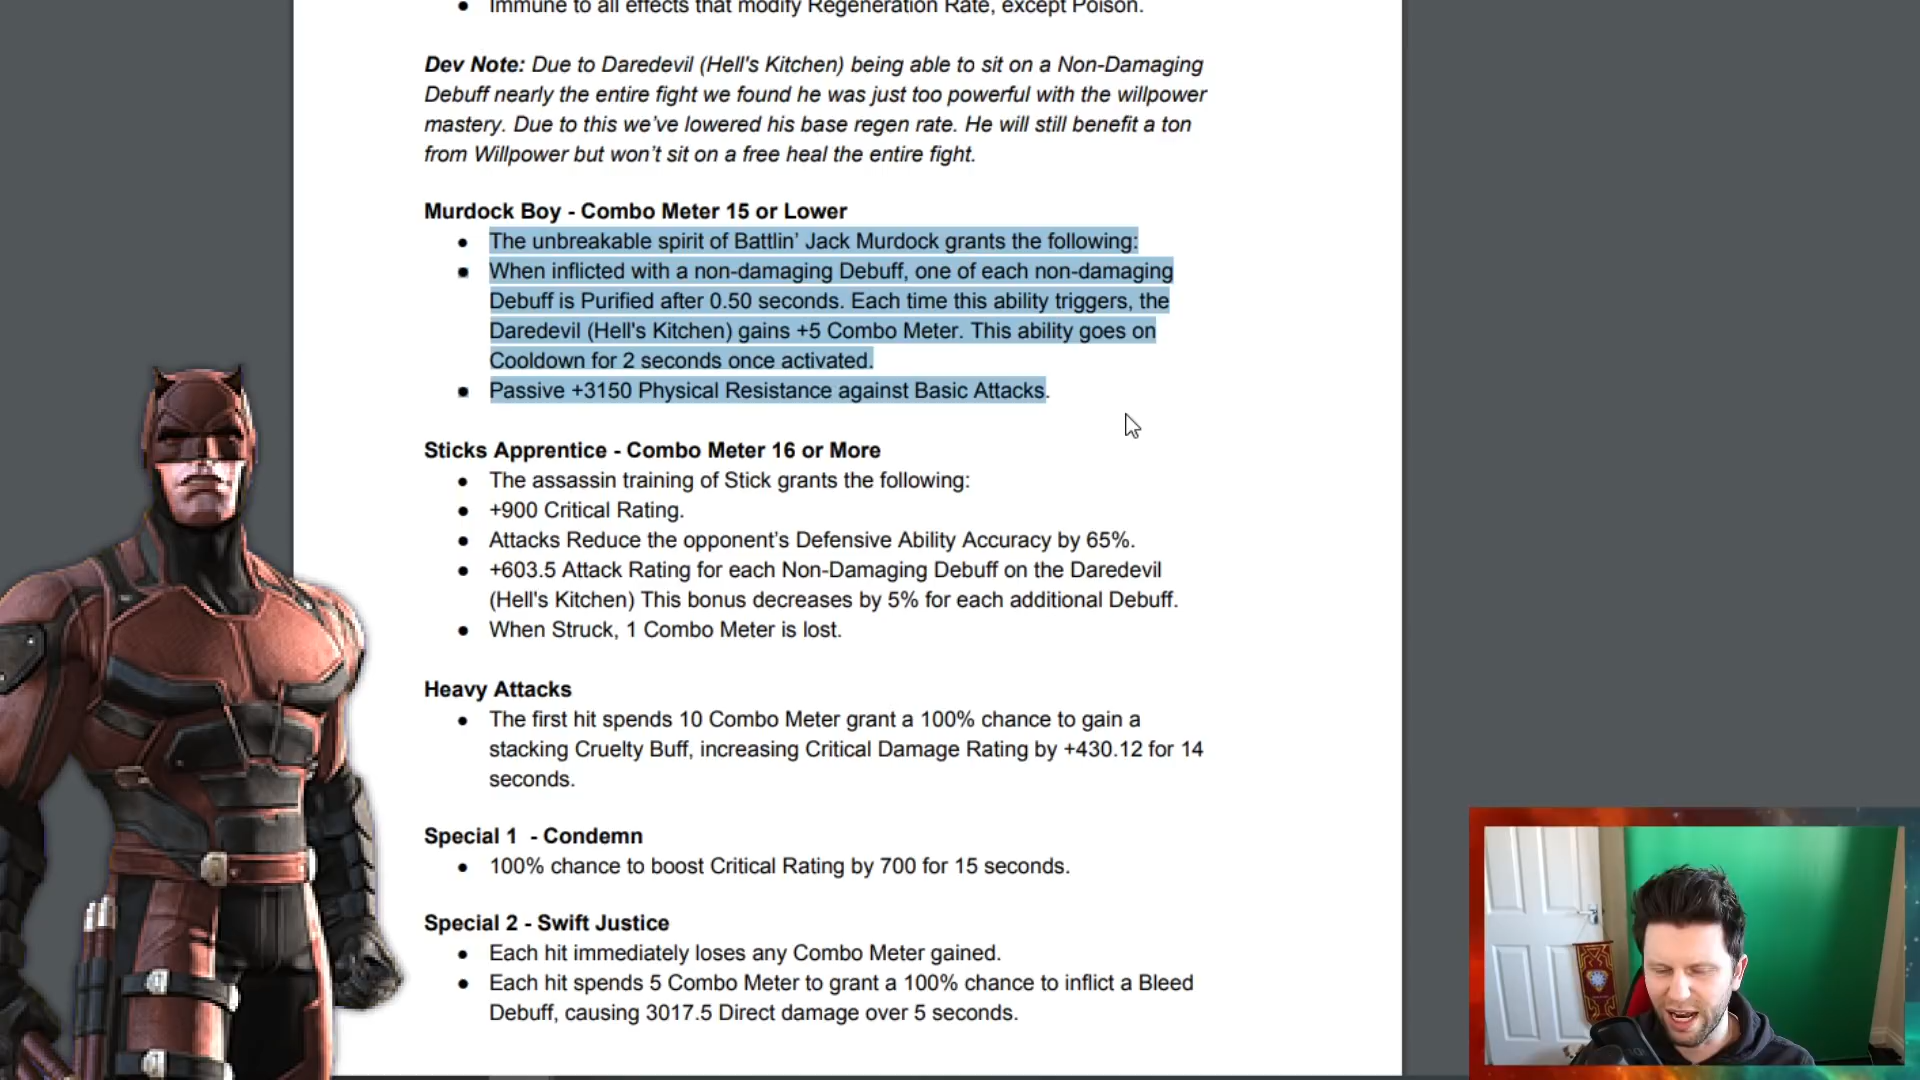 Immune to all effects that modify Regeneration Rate, except Poison.
Dev Note: Due to Daredevil (Hell's Kitchen) being able to sit on a Non-Damaging
Debuff nearly the entire fight we found he was just too powerful with the willpower
mastery. Due to this we've lowered his base regen rate. He will still benefit a ton
from Willpower but won't sit on a free heal the entire fight.
Murdock Boy - Combo Meter 15 or Lower
The unbreakable spirit of Battlin' Jack Murdock grants the following:
When inflicted with a non-damaging Debuff, one of each non-damaging
Debuff is Purified after 0.50 seconds. Each time this ability triggers, the
Daredevil (Hell's Kitchen) gains +5 Combo Meter. This ability goes on
Cooldown for 2 seconds once activated.
Passive +3150 Physical Resistance against Basic Attacks.
Sticks Apprentice - Combo Meter 16 or More
The assassin training of Stick grants the following:
+900 Critical Rating.
Attacks Reduce the opponent's Defensive Ability Accuracy by 65%.
+603.5 Attack Rating for each Non-Damaging Debuff on the Daredevil
(Hell's Kitchen) This bonus decreases by 5% for each additional Debuff.
When Struck, 1 Combo Meter is lost.
Heavy Attacks
The first hit spends 10 Combo Meter grant a 100% chance to gain a
stacking Cruelty Buff, increasing Critical Damage Rating by +430.12 for 14
seconds.
Special 1  - Condemn
100% chance to boost Critical Rating by 700 for 15 seconds.
Special 2 - Swift Justice
Each hit immediately loses any Combo Meter gained.
Each hit spends 5 Combo Meter to grant a 100% chance to inflict a Bleed
Debuff, causing 3017.5 Direct damage over 5 seconds.